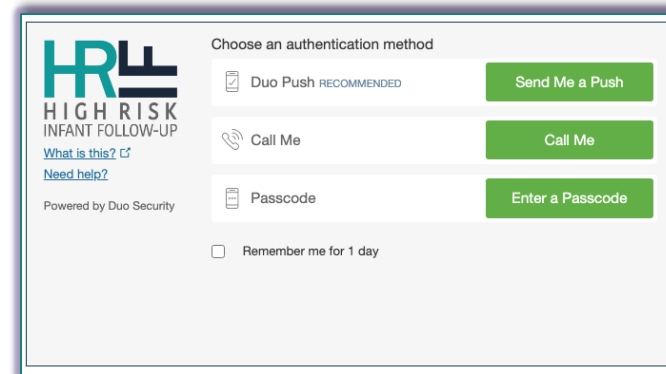 HRIF
HIGH RISK
INFANT FOLLOW-UP
What is this?
Need help?
Powered by Duo Security
Choose an authentication method
Duo Push RECOMMENDED
Send Me a Push
Call Me
Call Me
Passcode
Enter a Passcode
Remember me for 1 day